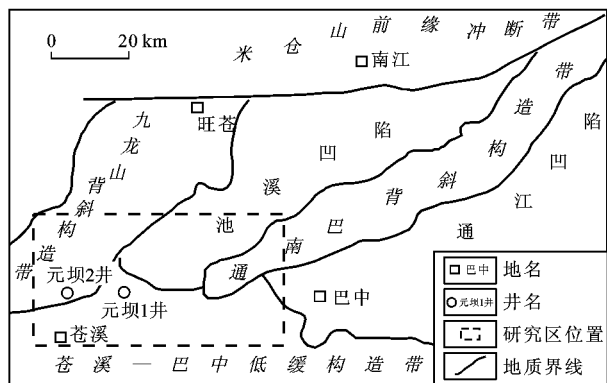 0 20 km
米仓山前缘冲断带
南江
旺苍
九龙山背斜构造带
池溪凹陷
通南巴背斜构造带
通江凹陷
元坝2井
元坝1井
巴中
苍溪
苍溪—巴中低缓构造带
巴中 地名
元坝1井 井名
研究区位置
地质界线